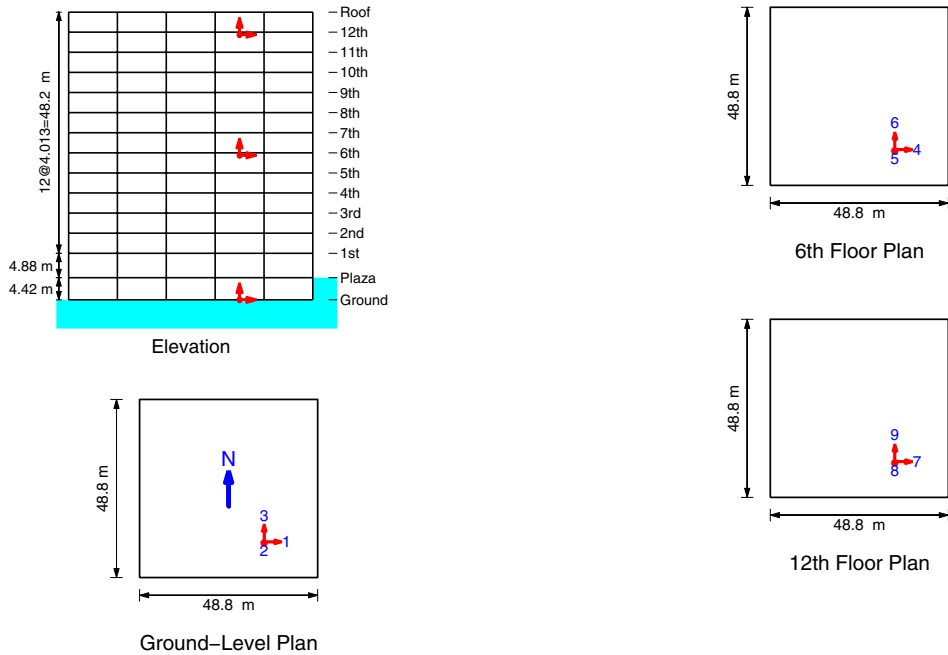 Roof
12th
11th
10th
9th
8th
7th
6th
5th
4th
3rd
2nd
1st
Plaza
Ground
12@4.013=48.2 m
4.88 m
4.42 m
Elevation
48.8 m
N
3
1
2
48.8 m
Ground–Level Plan
48.8 m
6
4
5
48.8 m
6th Floor Plan
48.8 m
9
7
8
48.8 m
12th Floor Plan